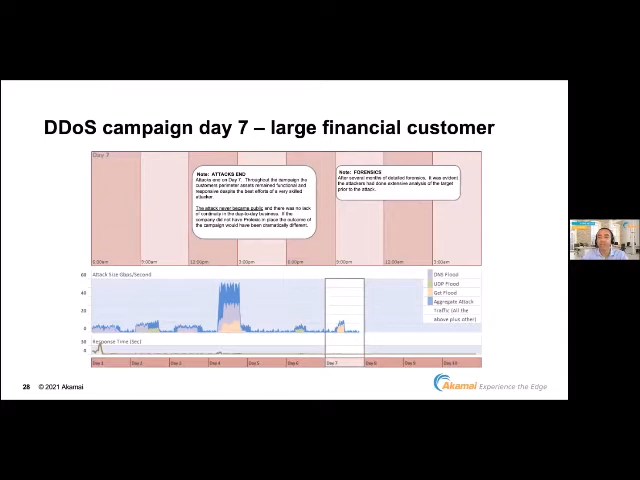 DDoS campaign day 7 – large financial customer
Day 7
Note: ATTACKS END
Attacks end on Day 7. Throughout the campaign the
customers perimeter assets remained functional and
responsive despite the best efforts of a very skilled
attacker.
The attack never became public and there was no lack
of continuity in the day-to-day business. If the
company did not have Prolexic in place the outcome of
the campaign would have been dramatically different.
Note: FORENSICS
After several months of detailed forensics, it was evident
the attackers had done extensive analysis of the target
prior to the attack.
6:00am 9:00am 12:00pm 3:00pm 6:00pm 9:00pm 12:00am 3:00am
Attack Size Gbps/Second
60
40
20
0
DNS Flood
UDP Flood
Get Flood
Aggregate Attack
Traffic (All the
above plus other)
Response Time (Sec)
30
0
Day 1 Day 2 Day 3 Day 4 Day 5 Day 6 Day 7 Day 8 Day 9 Day 10
28 © 2021 Akamai
Akamai Experience the Edge